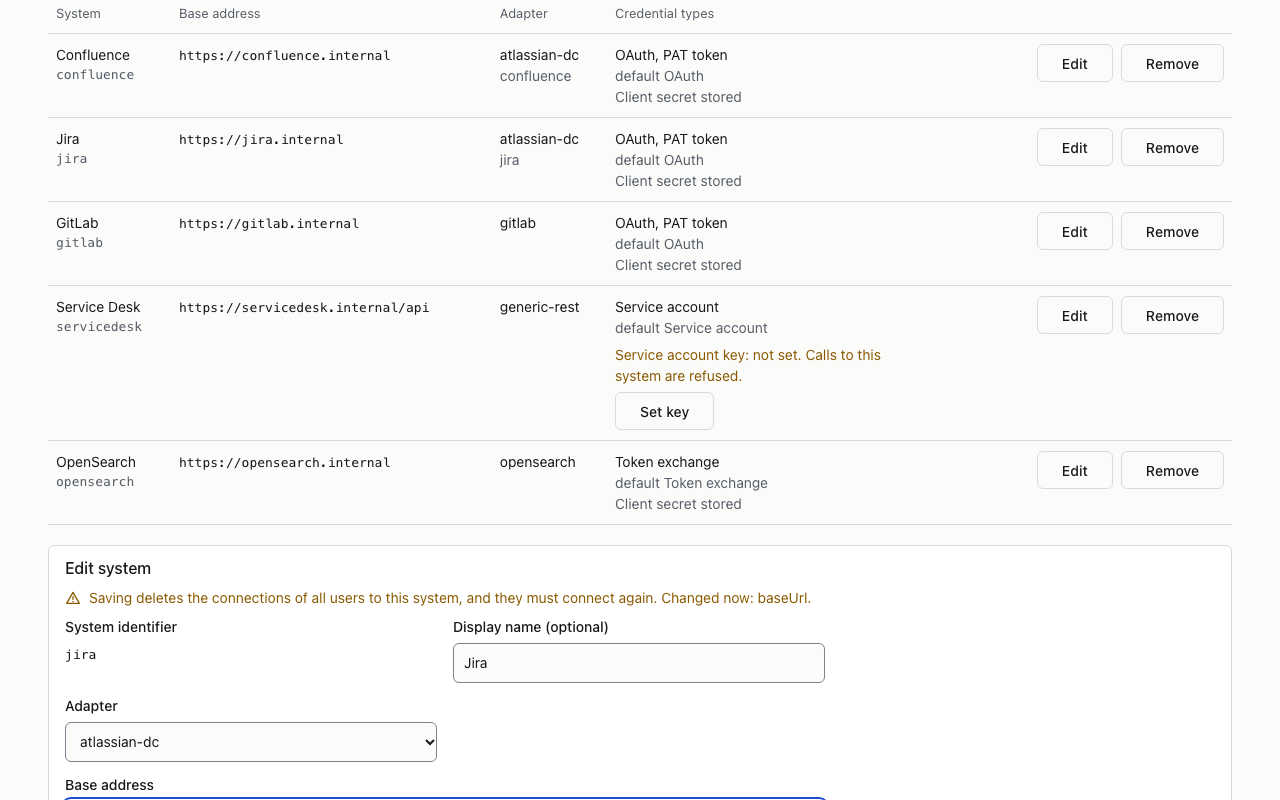 System Base address Adapter Credential types
Confluence https://confluence.internal atlassian-dc OAuth, PAT token Edit Remove
confluence confluence default OAuth
Client secret stored
Jira https://jira.internal atlassian-dc OAuth, PAT token Edit Remove
jira jira default OAuth
Client secret stored
GitLab https://gitlab.internal gitlab OAuth, PAT token Edit Remove
gitlab default OAuth
Client secret stored
Service Desk https://servicedesk.internal/api generic-rest Service account Edit Remove
servicedesk default Service account
Service account key: not set. Calls to this
system are refused.
Set key
OpenSearch https://opensearch.internal opensearch Token exchange Edit Remove
opensearch default Token exchange
Client secret stored
Edit system
Saving deletes the connections of all users to this system, and they must connect again. Changed now: baseUrl.
System identifier Display name (optional)
jira Jira
Adapter
atlassian-dc
Base address